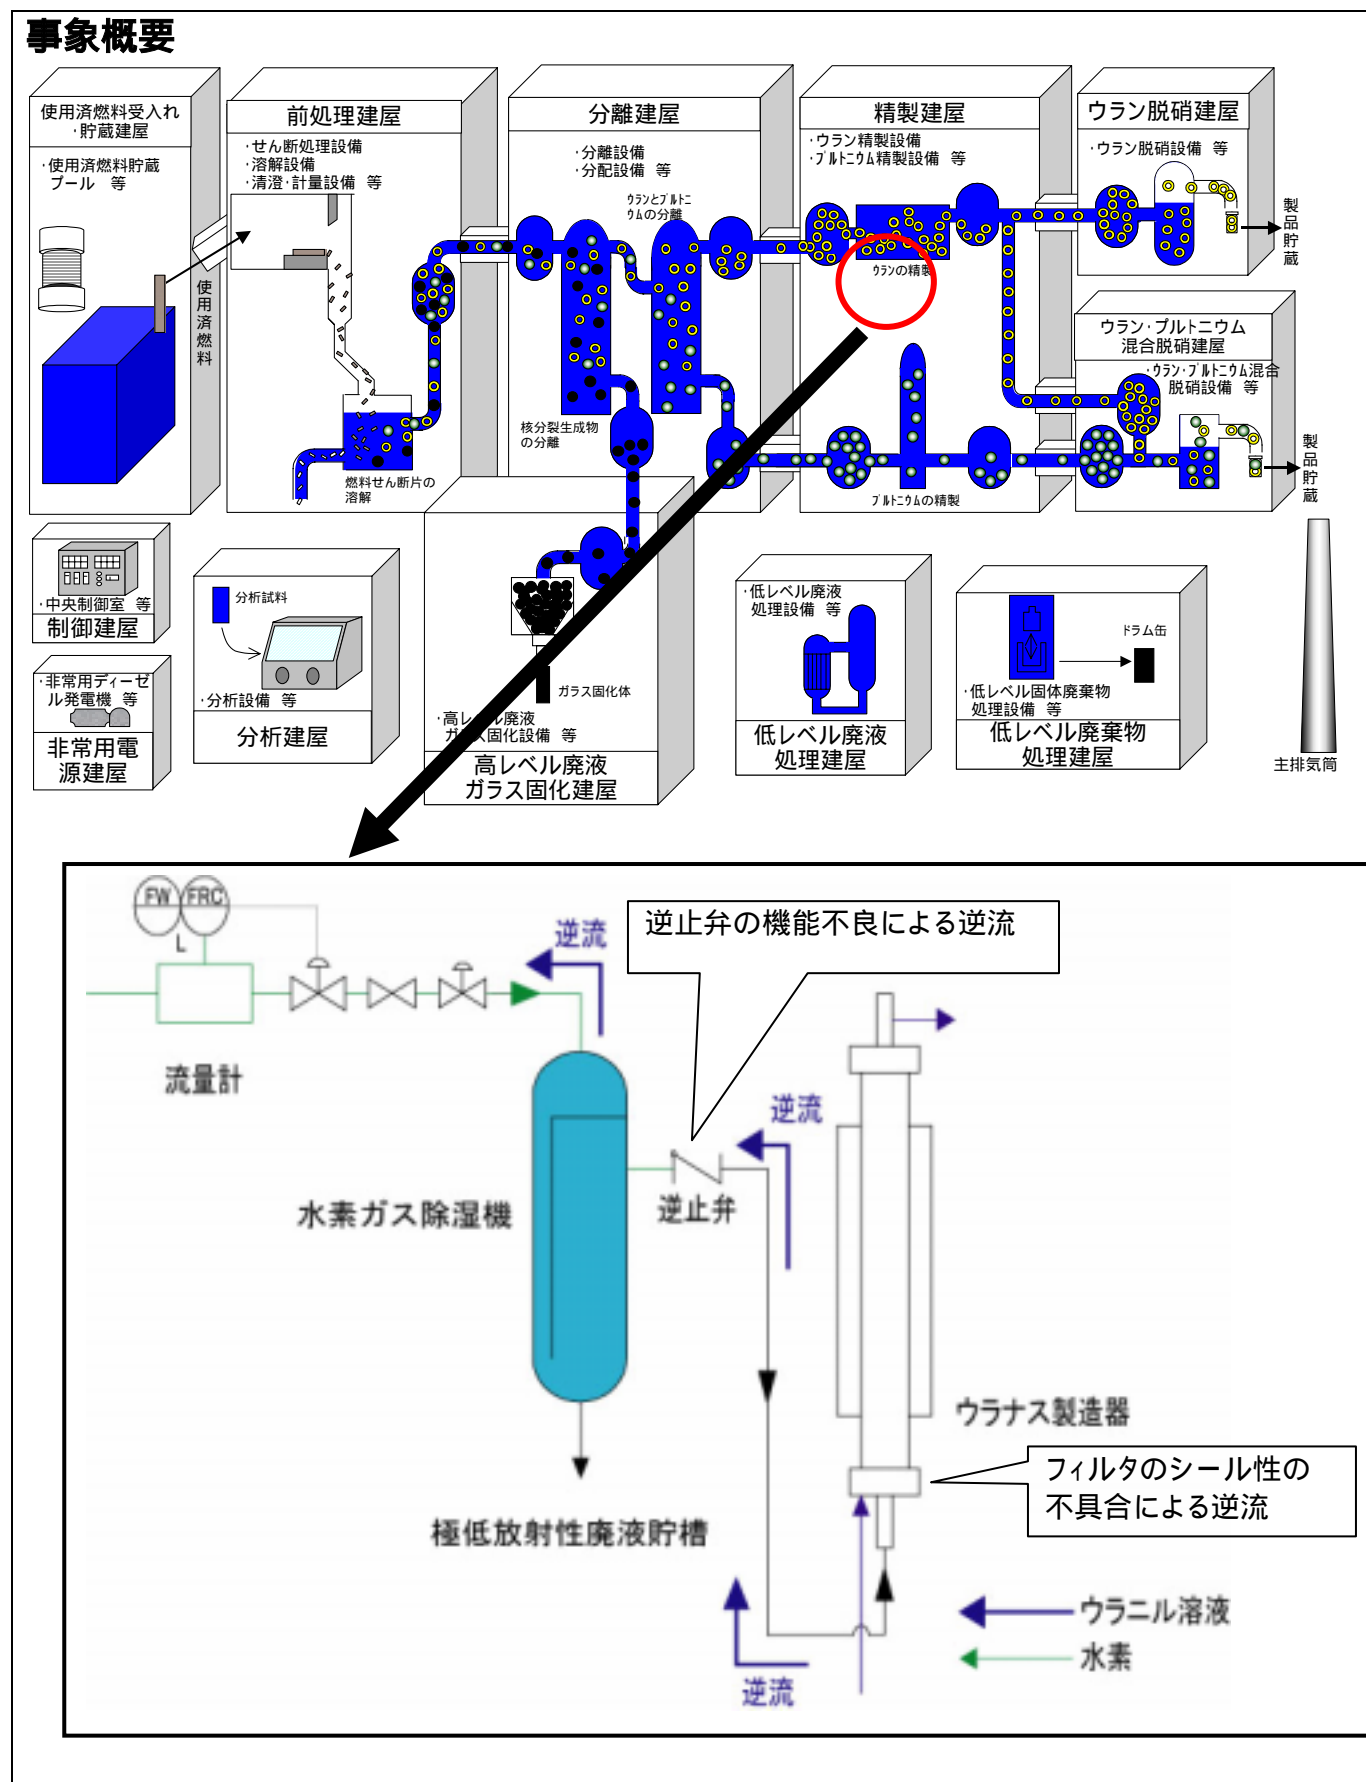 事象概要
使用済燃料受入れ
・貯蔵建屋
・使用済燃料貯蔵
プール 等
使用済燃料
前処理建屋
・せん断処理設備
・溶解設備
・清澄・計量設備 等
燃料せん断片の
溶解
分離建屋
・分離設備
・分配設備 等
ウランとプルトニ
ウムの分離
核分裂生成物
の分離
精製建屋
・ウラン精製設備
・プルトニウム精製設備 等
ウランの精製
プルトニウムの精製
ウラン脱硝建屋
・ウラン脱硝設備 等
製品貯蔵
ウラン・プルトニウム
混合脱硝建屋
・ウラン・プルトニウム混合
脱硝設備 等
製品貯蔵
・中央制御室 等
制御建屋
・非常用ディーゼ
ル発電機 等
非常用電
源建屋
分析試料
・分析設備 等
分析建屋
ガラス固化体
・高レベル廃液
ガラス固化設備 等
高レベル廃液
ガラス固化建屋
・低レベル廃液
処理設備 等
低レベル廃液
処理建屋
ドラム缶
・低レベル固体廃棄物
処理設備 等
低レベル廃棄物
処理建屋
主排気筒
FW FRC
L
流量計
逆流
逆止弁の機能不良による逆流
水素ガス除湿機
逆止弁
逆流
ウラナス製造器
フィルタのシール性の
不具合による逆流
極低放射性廃液貯槽
逆流
ウラニル溶液
水素